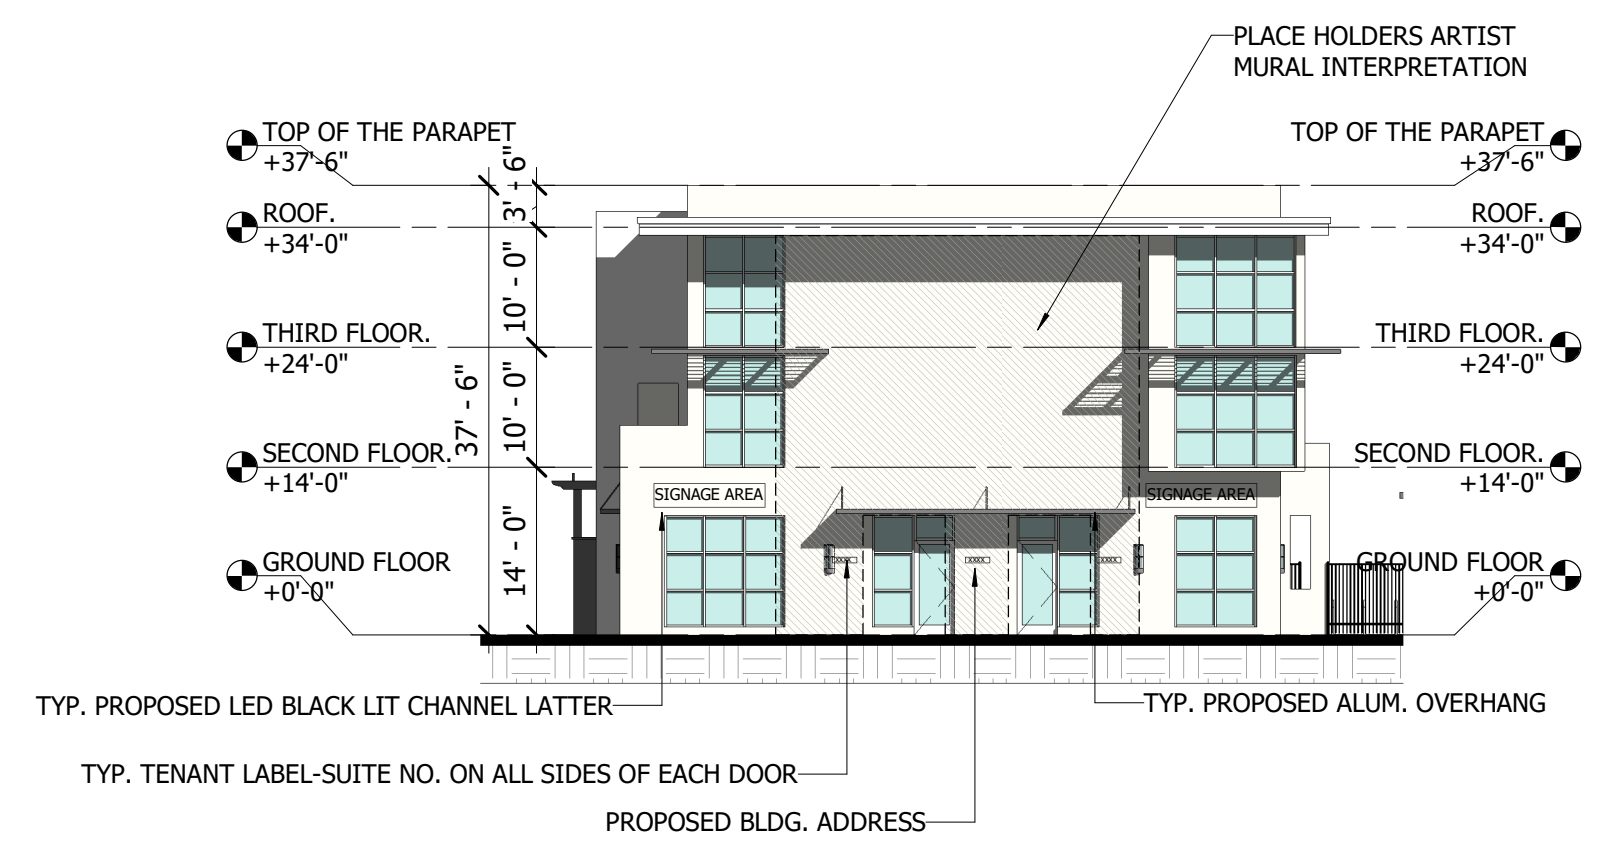 PLACE HOLDERS ARTIST
MURAL INTERPRETATION
TOP OF THE PARAPET
+37'-6"
TOP OF THE PARAPET
+37'-6"
3' - 6"
ROOF.
+34'-0"
ROOF.
+34'-0"
10' - 0"
THIRD FLOOR.
+24'-0"
THIRD FLOOR.
+24'-0"
37' - 6"
10' - 0"
SECOND FLOOR.
+14'-0"
SECOND FLOOR.
+14'-0"
SIGNAGE AREA
SIGNAGE AREA
14' - 0"
GROUND FLOOR
+0'-0"
GROUND FLOOR
+0'-0"
XXXX
XXXX
XXXX
TYP. PROPOSED LED BLACK LIT CHANNEL LATTER
TYP. PROPOSED ALUM. OVERHANG
TYP. TENANT LABEL-SUITE NO. ON ALL SIDES OF EACH DOOR
PROPOSED BLDG. ADDRESS